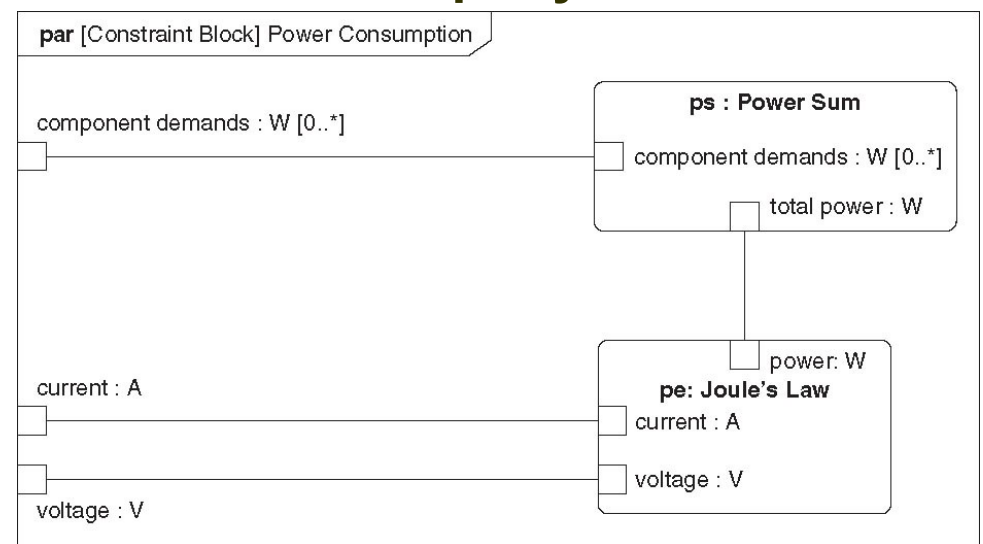 par [Constraint Block] Power Consumption
ps : Power Sum
component demands : W [0..*]
component demands : W [0..*]
total power : W
power: W
pe: Joule's Law
current : A
current : A
voltage : V
voltage : V